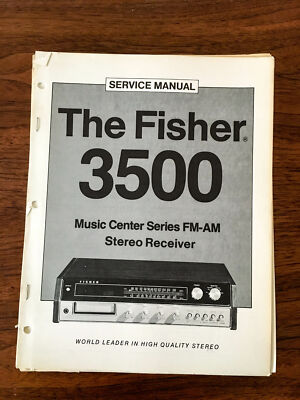 SERVICE MANUAL
The Fisher®
3500
Music Center Series FM-AM
Stereo Receiver
FISHER
WORLD LEADER IN HIGH QUALITY STEREO